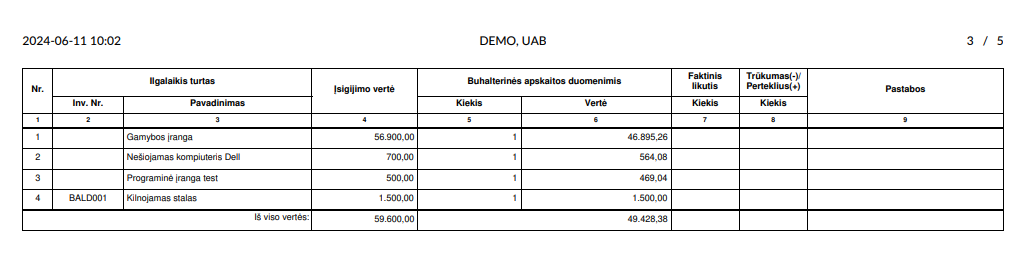 2024-06-11 10:02 DEMO, UAB 3 / 5
Nr. Ilgalaikis turtas Įsigijimo vertė Buhalterinės apskaitos duomenimis Faktinis likutis Trūkumas(-)/ Perteklius(+) Pastabos
Inv. Nr. Pavadinimas Kiekis Vertė Kiekis Kiekis
1 2 3 4 5 6 7 8 9
1 Gamybos įranga 56.900,00 1 46.895,26
2 Nešiojamas kompiuteris Dell 700,00 1 564,08
3 Programinė įranga test 500,00 1 469,04
4 BALD001 Kilnojamas stalas 1.500,00 1 1.500,00
Iš viso vertės: 59.600,00 49.428,38